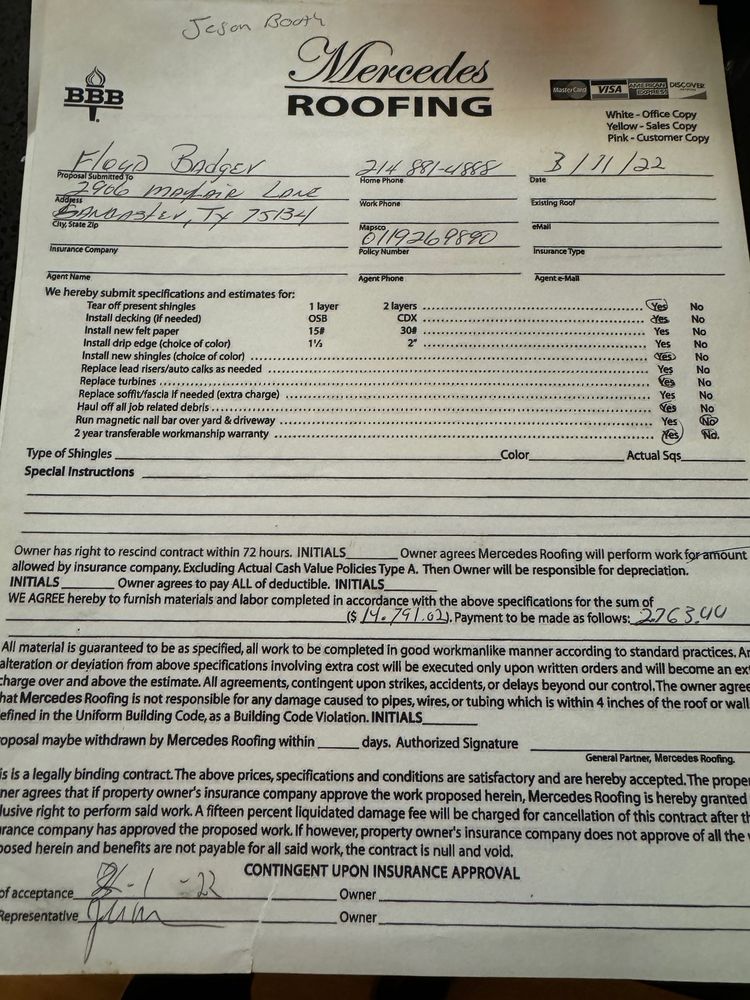 Jeson Booth
Mercedes
ROOFING
BBB
MasterCard VISA AMERICAN EXPRESS DISCOVER
White - Office Copy
Yellow - Sales Copy
Pink - Customer Copy
Floyd Badger 214 881-4888 3/11/22
Proposal Submitted To Home Phone Date
2906 Mayfair Lane
Address Work Phone Existing Roof
Lancaster, TX 75134
City, State Zip Mapsco eMail
0119269890
Insurance Company Policy Number Insurance Type
Agent Name Agent Phone Agent e-Mail
We hereby submit specifications and estimates for:
Tear off present shingles 1 layer 2 layers Yes No
Install decking (if needed) OSB CDX Yes No
Install new felt paper 15# 30# Yes No
Install drip edge (choice of color) 1½ 2" Yes No
Install new shingles (choice of color) Yes No
Replace lead risers/auto calks as needed Yes No
Replace turbines Yes No
Replace soffit/fascia if needed (extra charge) Yes No
Haul off all job related debris Yes No
Run magnetic nail bar over yard & driveway Yes No
2 year transferable workmanship warranty Yes No.
Type of Shingles Color Actual Sqs
Special Instructions
Owner has right to rescind contract within 72 hours. INITIALS Owner agrees Mercedes Roofing will perform work for amount
allowed by insurance company. Excluding Actual Cash Value Policies Type A. Then Owner will be responsible for depreciation.
INITIALS Owner agrees to pay ALL of deductible. INITIALS
WE AGREE hereby to furnish materials and labor completed in accordance with the above specifications for the sum of
($ 14.791.62). Payment to be made as follows: 2763.44
All material is guaranteed to be as specified, all work to be completed in good workmanlike manner according to standard practices. Ar
alteration or deviation from above specifications involving extra cost will be executed only upon written orders and will become an ext
charge over and above the estimate. All agreements, contingent upon strikes, accidents, or delays beyond our control. The owner agree
hat Mercedes Roofing is not responsible for any damage caused to pipes, wires, or tubing which is within 4 inches of the roof or wall
efined in the Uniform Building Code, as a Building Code Violation. INITIALS
oposal maybe withdrawn by Mercedes Roofing within days. Authorized Signature
General Partner, Mercedes Roofing.
is is a legally binding contract. The above prices, specifications and conditions are satisfactory and are hereby accepted. The proper
ner agrees that if property owner's insurance company approve the work proposed herein, Mercedes Roofing is hereby granted
lusive right to perform said work. A fifteen percent liquidated damage fee will be charged for cancellation of this contract after th
urance company has approved the proposed work. If however, property owner's insurance company does not approve of all the
posed herein and benefits are not payable for all said work, the contract is null and void.
CONTINGENT UPON INSURANCE APPROVAL
of acceptance -1 -22 Owner
Representative Owner